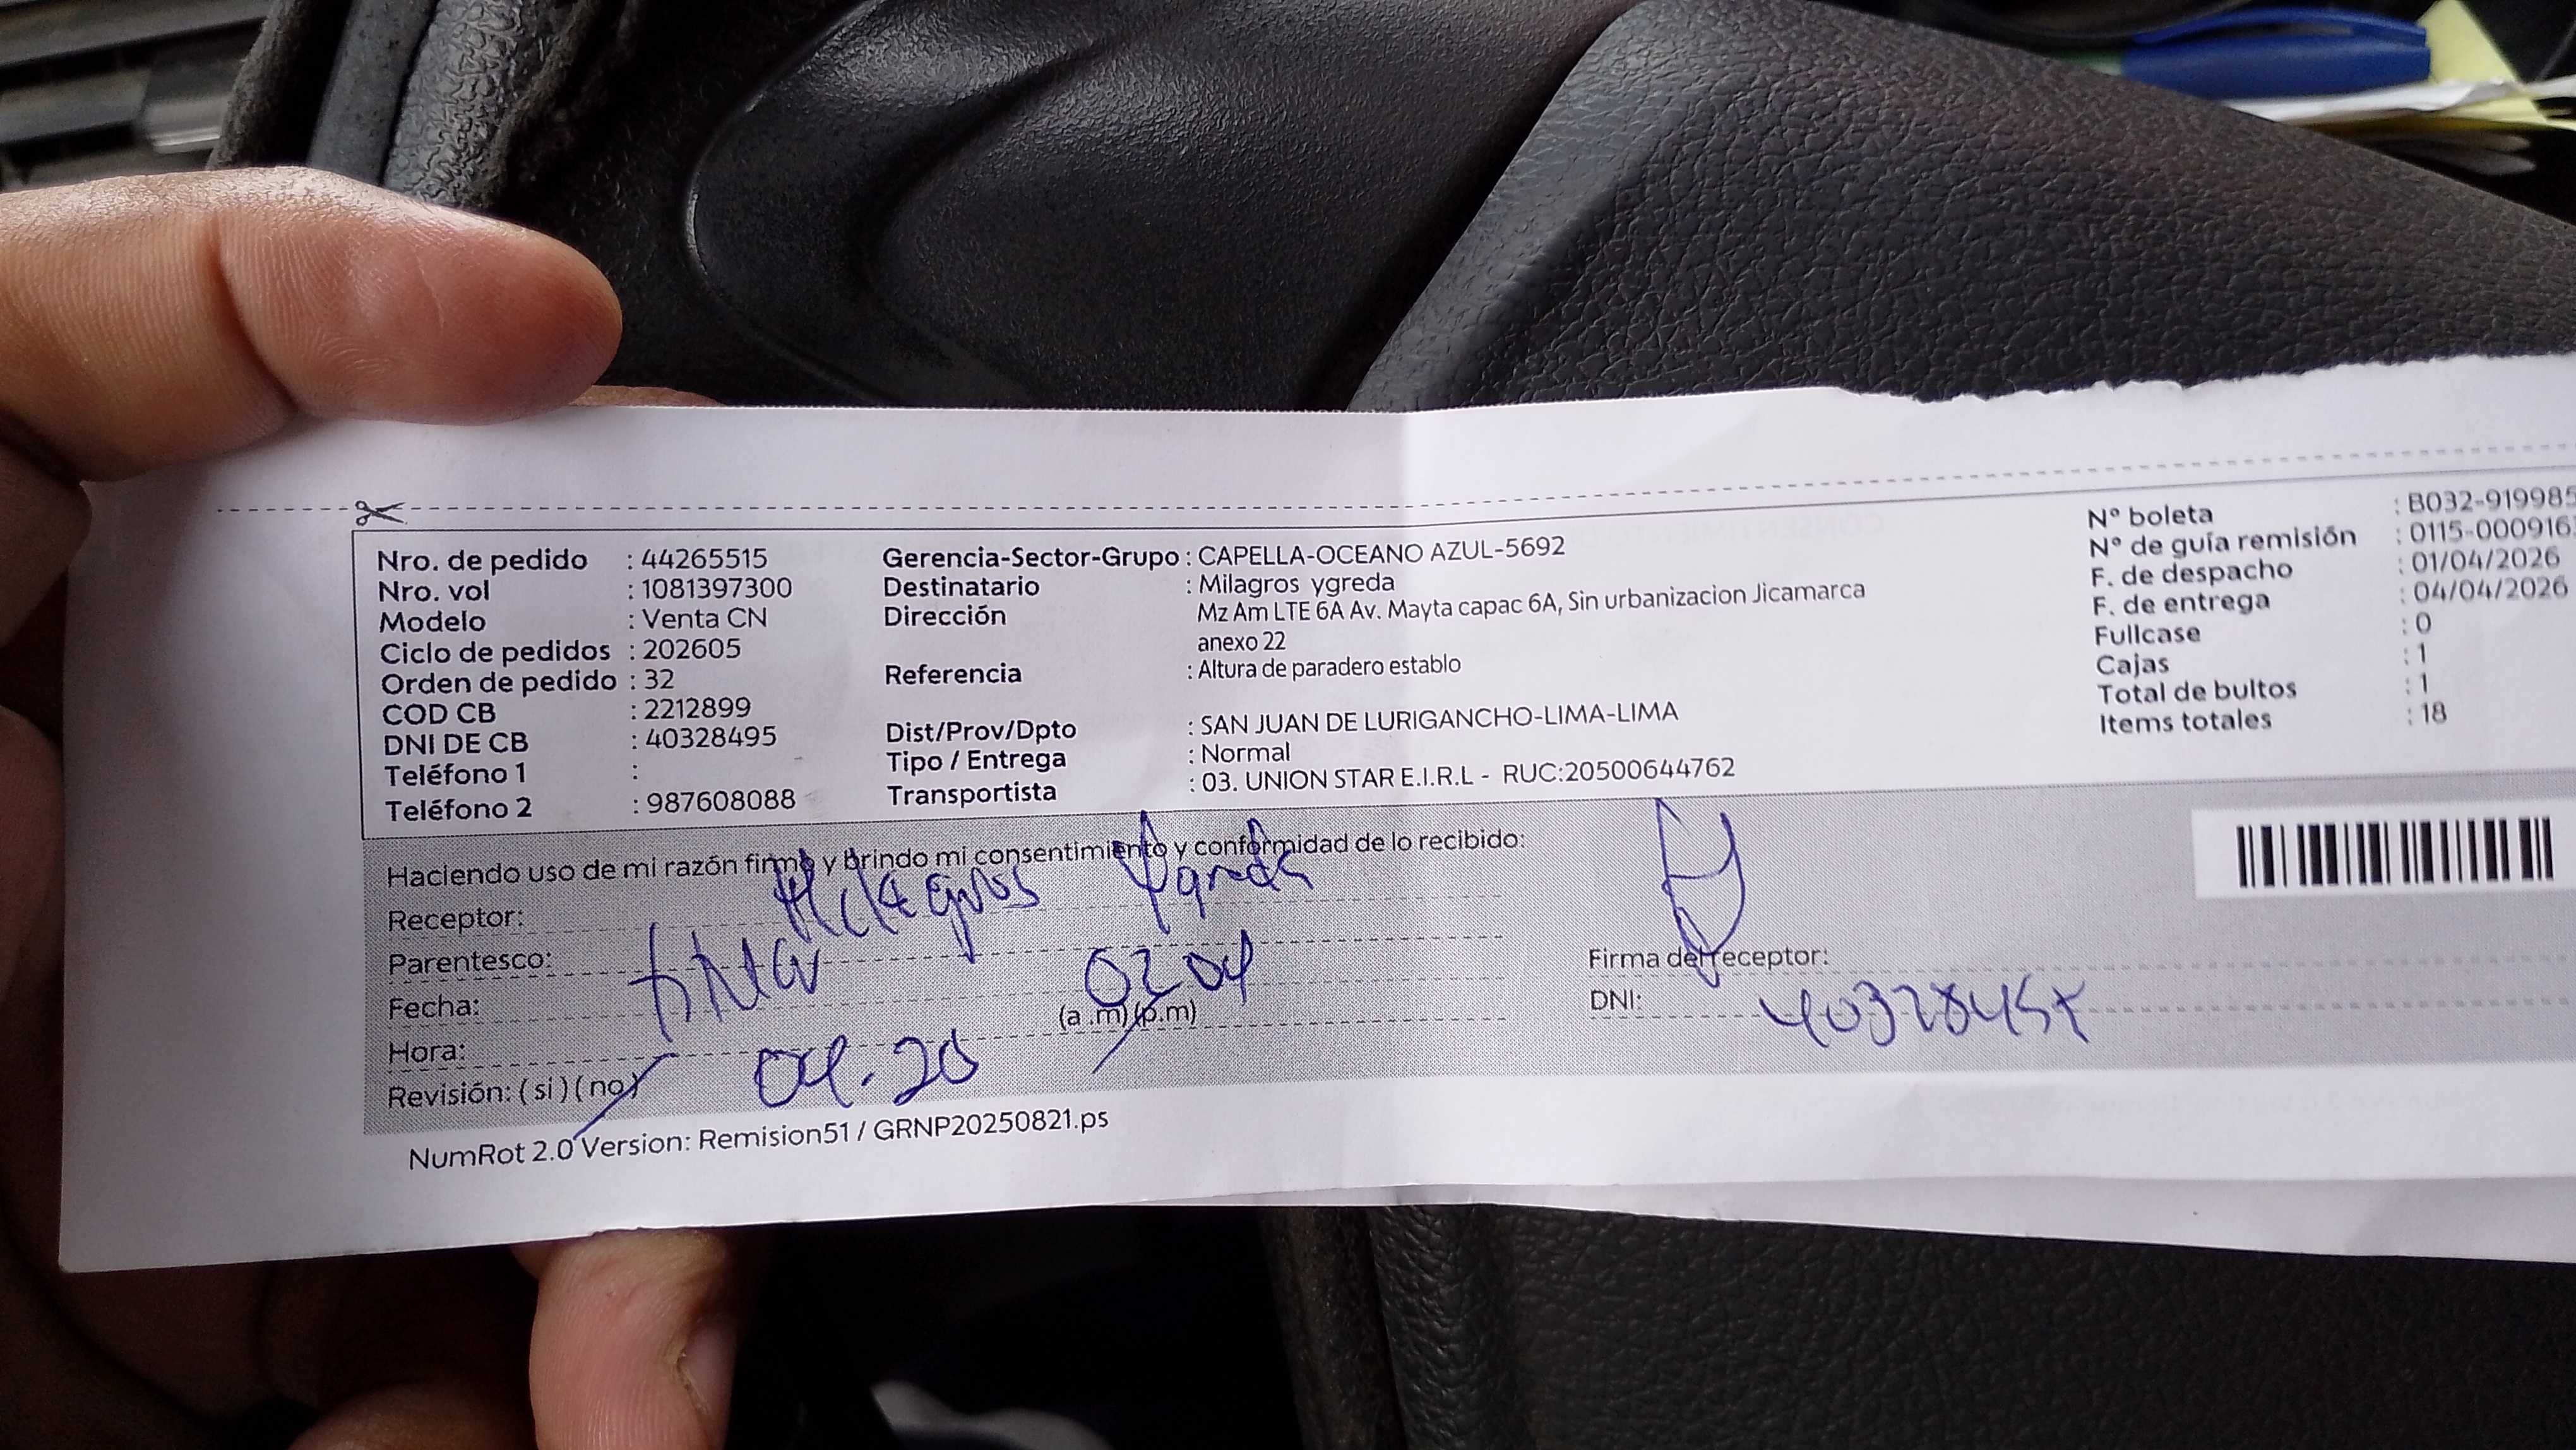 Nro. de pedido : 44265515
Nro. vol : 1081397300
Modelo : Venta CN
Ciclo de pedidos : 202605
Orden de pedido : 32
COD CB : 2212899
DNI DE CB : 40328495
Teléfono 1 :
Teléfono 2 : 987608088
Gerencia-Sector-Grupo : CAPELLA-OCEANO AZUL-5692
Destinatario : Milagros ygreda
Dirección Mz Am LTE 6A Av. Mayta capac 6A, Sin urbanizacion Jicamarca
anexo 22
Referencia : Altura de paradero establo
Dist/Prov/Dpto : SAN JUAN DE LURIGANCHO-LIMA-LIMA
Tipo / Entrega : Normal
Transportista : 03. UNION STAR E.I.R.L - RUC:20500644762
N° boleta : B032-919985
N° de guía remisión : 0115-000916
F. de despacho : 01/04/2026
F. de entrega : 04/04/2026
Fullcase : 0
Cajas : 1
Total de bultos : 1
Items totales : 18
Haciendo uso de mi razón firmo y brindo mi consentimiento y conformidad de lo recibido:
Receptor: Milagros Ygreda
Parentesco:
Fecha: 02 04
Hora: 04.20 (a.m)(p.m)
Revisión: (si) (no)
Firma del receptor:
DNI:
NumRot 2.0 Version: Remision51 / GRNP20250821.ps